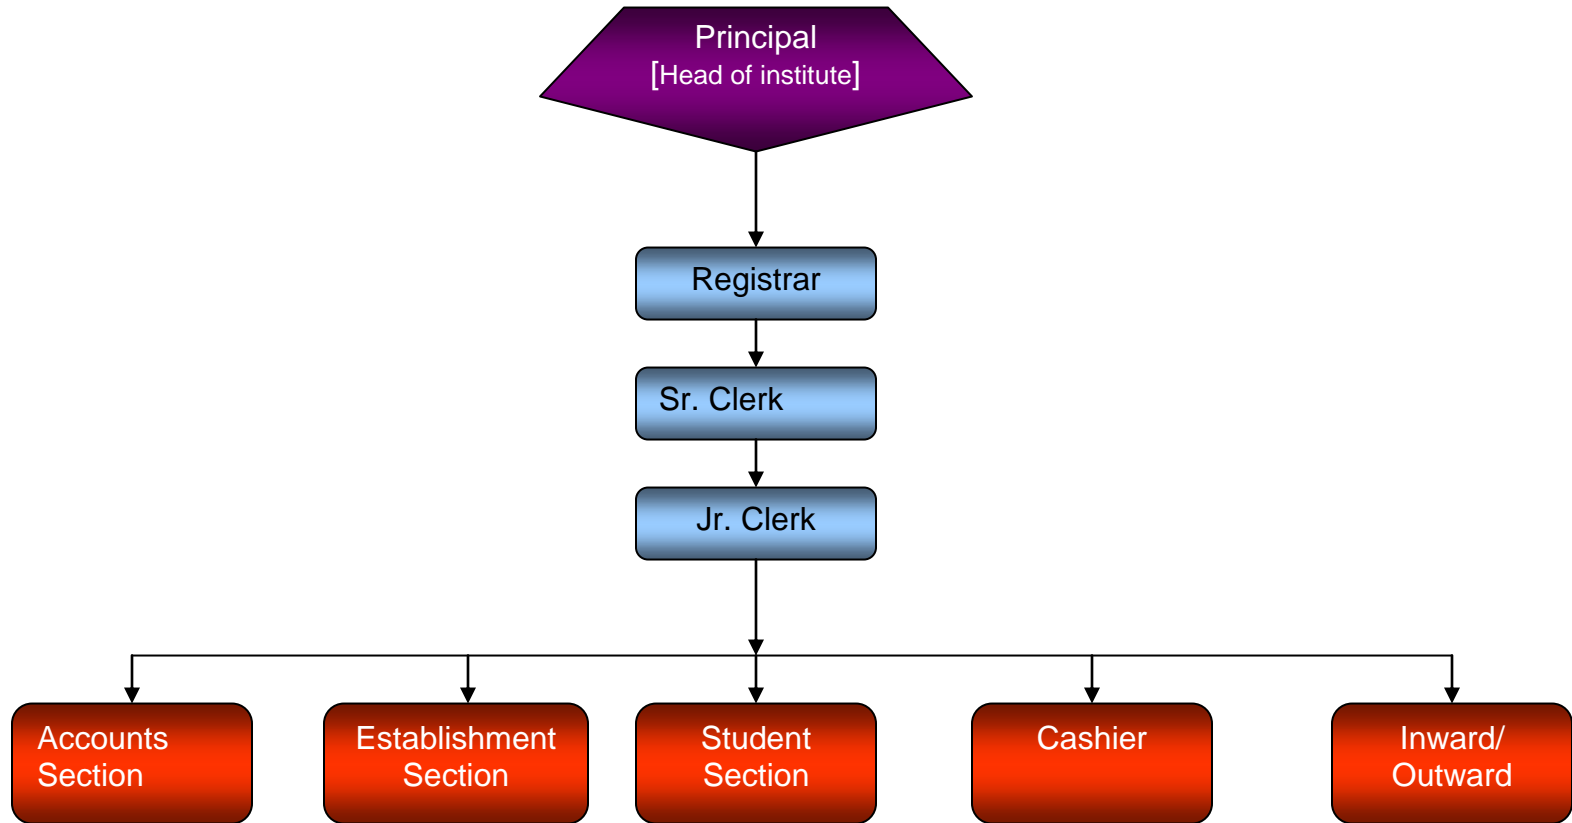 Principal
[Head of institute]
Registrar
Sr. Clerk
Jr. Clerk
Accounts
Section
Establishment
Section
Student
Section
Cashier
Inward/
Outward